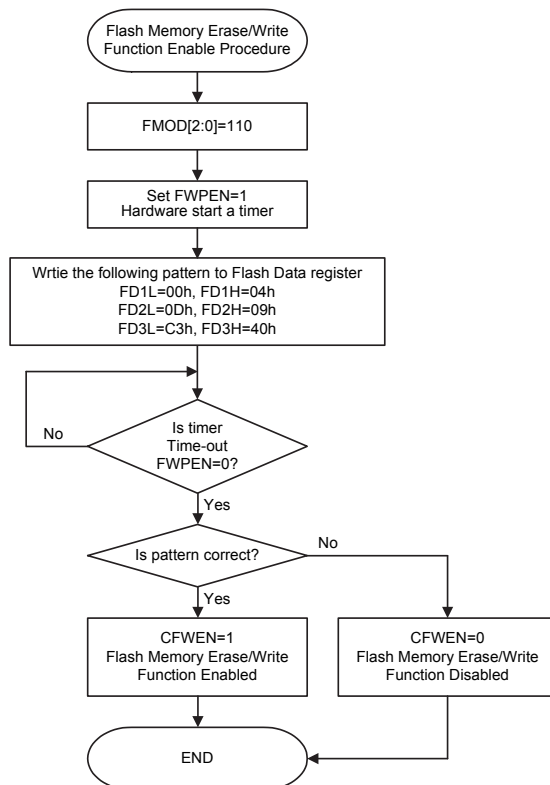 Flash Memory Erase/Write
Function Enable Procedure
FMOD[2:0]=110
Set FWPEN=1
Hardware start a timer
Wrtie the following pattern to Flash Data register
FD1L=00h, FD1H=04h
FD2L=0Dh, FD2H=09h
FD3L=C3h, FD3H=40h
No
Is timer
Time-out
FWPEN=0?
Yes
Is pattern correct?
No
Yes
CFWEN=1
Flash Memory Erase/Write
Function Enabled
CFWEN=0
Flash Memory Erase/Write
Function Disabled
END